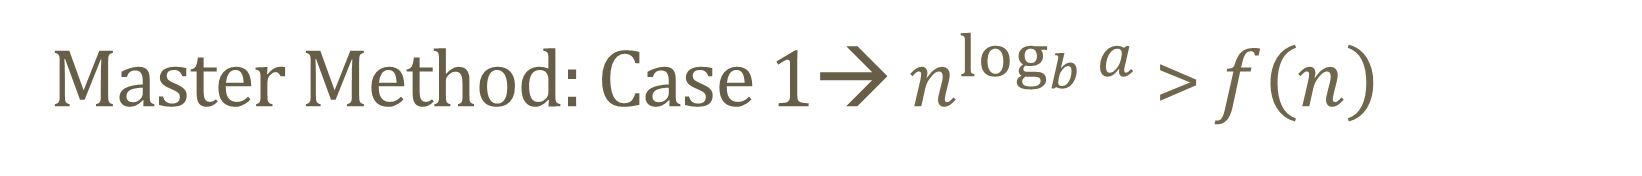 Master Method: Case 1→ $n^{\log_b a}$ > $f(n)$